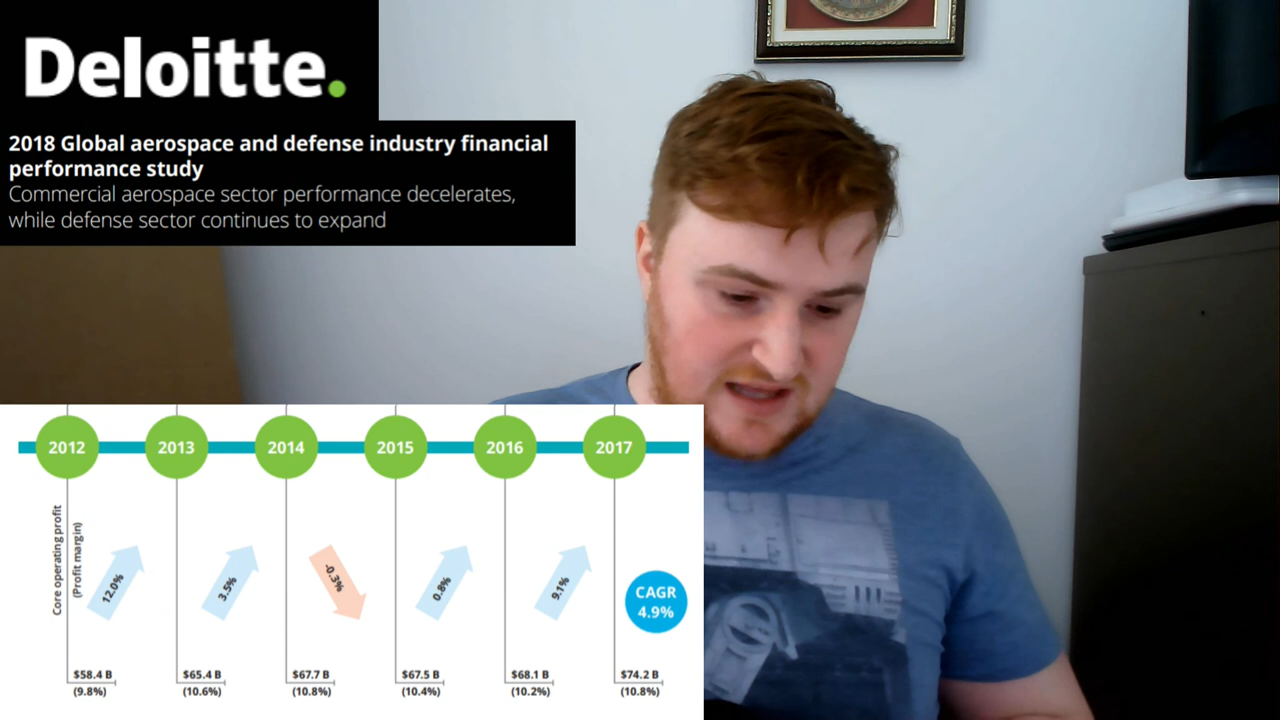 Deloitte.
2018 Global aerospace and defense industry financial
performance study
Commercial aerospace sector performance decelerates,
while defense sector continues to expand
2012 2013 2014 2015 2016 2017
Core operating profit
(Profit margin)
12.0% 3.5% -0.3% 0.8% 9.1%
CAGR
4.9%
$58.4 B $65.4 B $67.7 B $67.5 B $68.1 B $74.2 B
(9.8%) (10.6%) (10.8%) (10.4%) (10.2%) (10.8%)